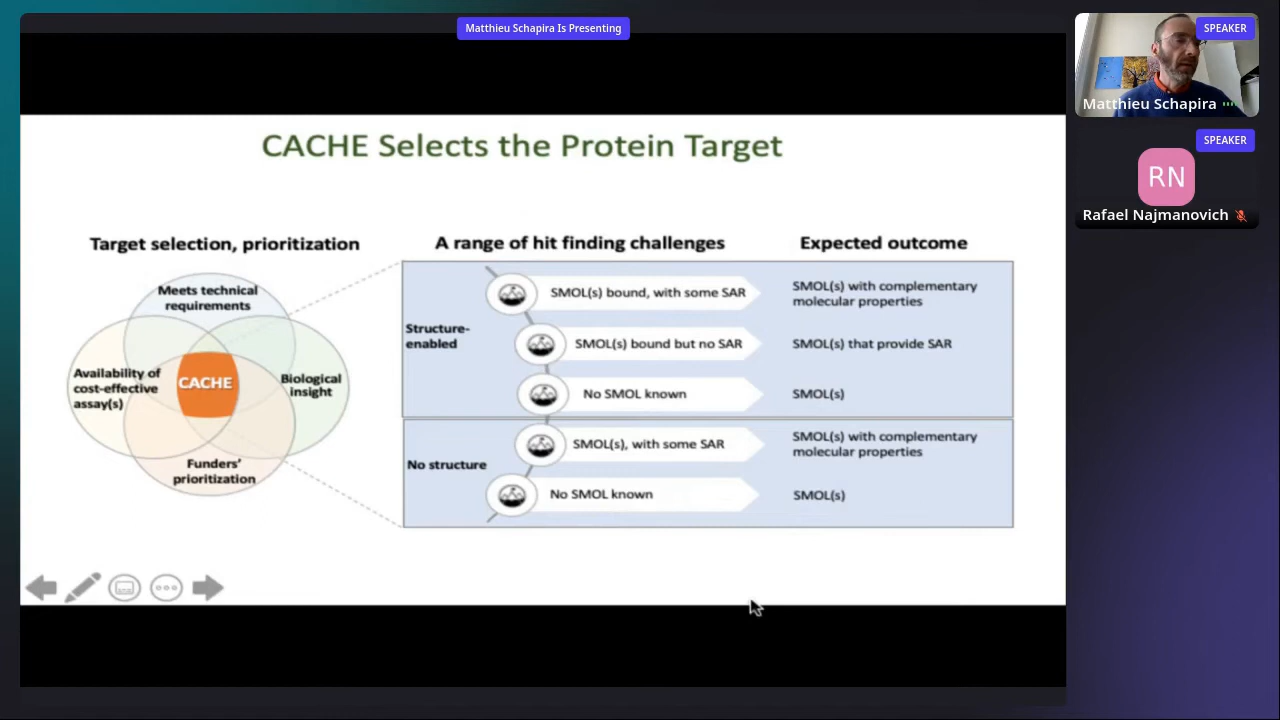 Matthieu Schapira Is Presenting
SPEAKER
Matthieu Schapira
SPEAKER
RN
Rafael Najmanovich
CACHE Selects the Protein Target
Target selection, prioritization
Meets technical
requirements
Availability of
cost-effective
assay(s)
CACHE
Biological
insight
Funders'
prioritization
A range of hit finding challenges
Expected outcome
Structure-
enabled
SMOL(s) bound, with some SAR
SMOL(s) with complementary
molecular properties
SMOL(s) bound but no SAR
SMOL(s) that provide SAR
No SMOL known
SMOL(s)
No structure
SMOL(s), with some SAR
SMOL(s) with complementary
molecular properties
No SMOL known
SMOL(s)